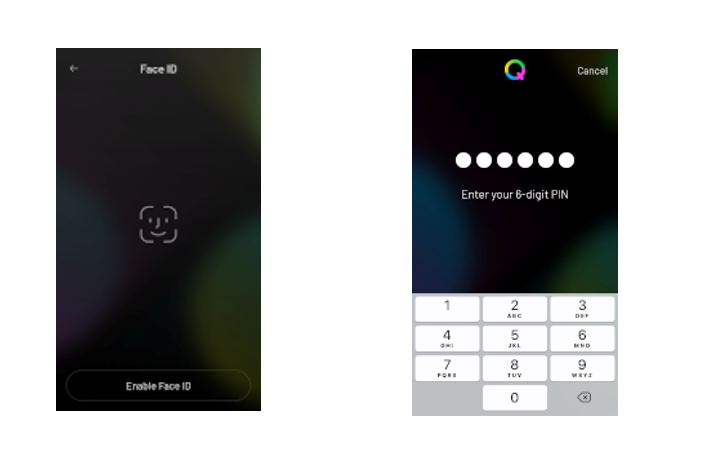 Face ID
Enable Face ID
Q
Cancel
Enter your 6-digit PIN
1
2
ABC
3
DEF
4
GHI
5
JKL
6
MNO
7
PQRS
8
TUV
9
WXYZ
0